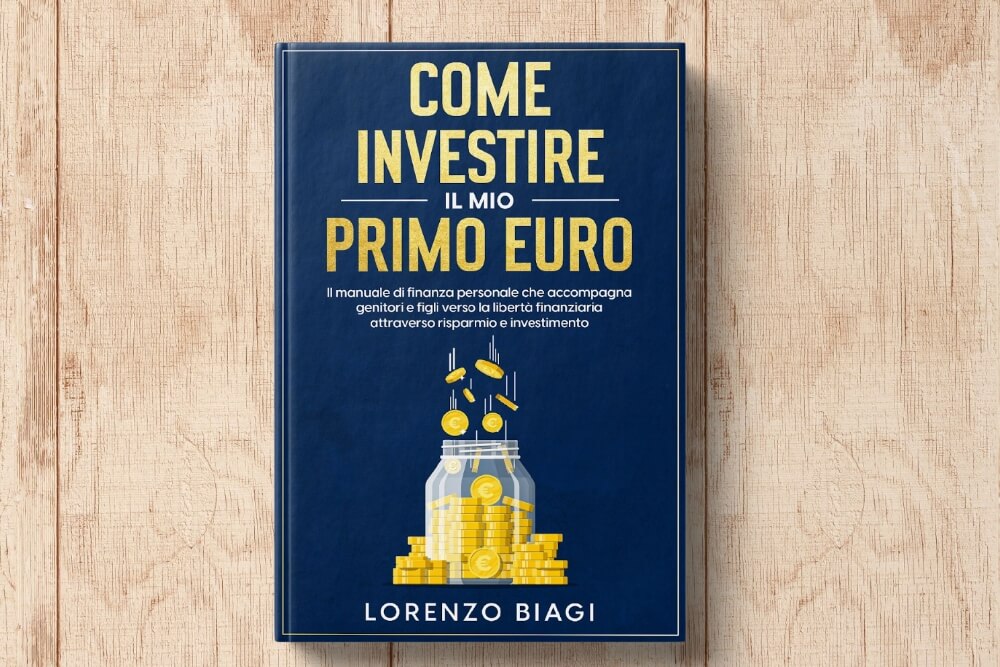 COME
INVESTIRE
IL MIO
PRIMO EURO
Il manuale di finanza personale che accompagna
genitori e figli verso la libertà finanziaria
attraverso risparmio e investimento
LORENZO BIAGI